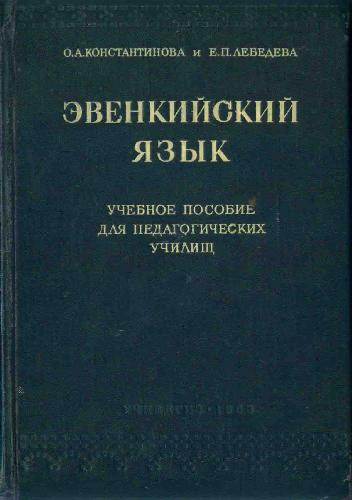 О.А.КОНСТАНТИНОВА и Е.П.ЛЕБЕДЕВА
ЭВЕНКИЙСКИЙ
ЯЗЫК
УЧЕБНОЕ ПОСОБИЕ
ДЛЯ ПЕДАГОГИЧЕСКИХ
УЧИЛИЩ